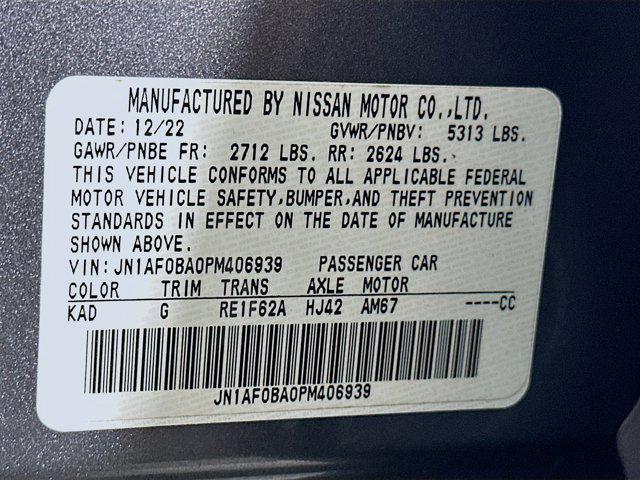 MANUFACTURED BY NISSAN MOTOR CO.,LTD.
DATE: 12/22 GVWR/PNBV: 5313 LBS.
GAWR/PNBE FR: 2712 LBS. RR: 2624 LBS.
THIS VEHICLE CONFORMS TO ALL APPLICABLE FEDERAL
MOTOR VEHICLE SAFETY,BUMPER,AND THEFT PREVENTION
STANDARDS IN EFFECT ON THE DATE OF MANUFACTURE
SHOWN ABOVE.
VIN:JN1AF0BA0PM406939 PASSENGER CAR
COLOR TRIM TRANS AXLE MOTOR
KAD G RE1F62A HJ42 AM67 ----CC
JN1AF0BA0PM406939